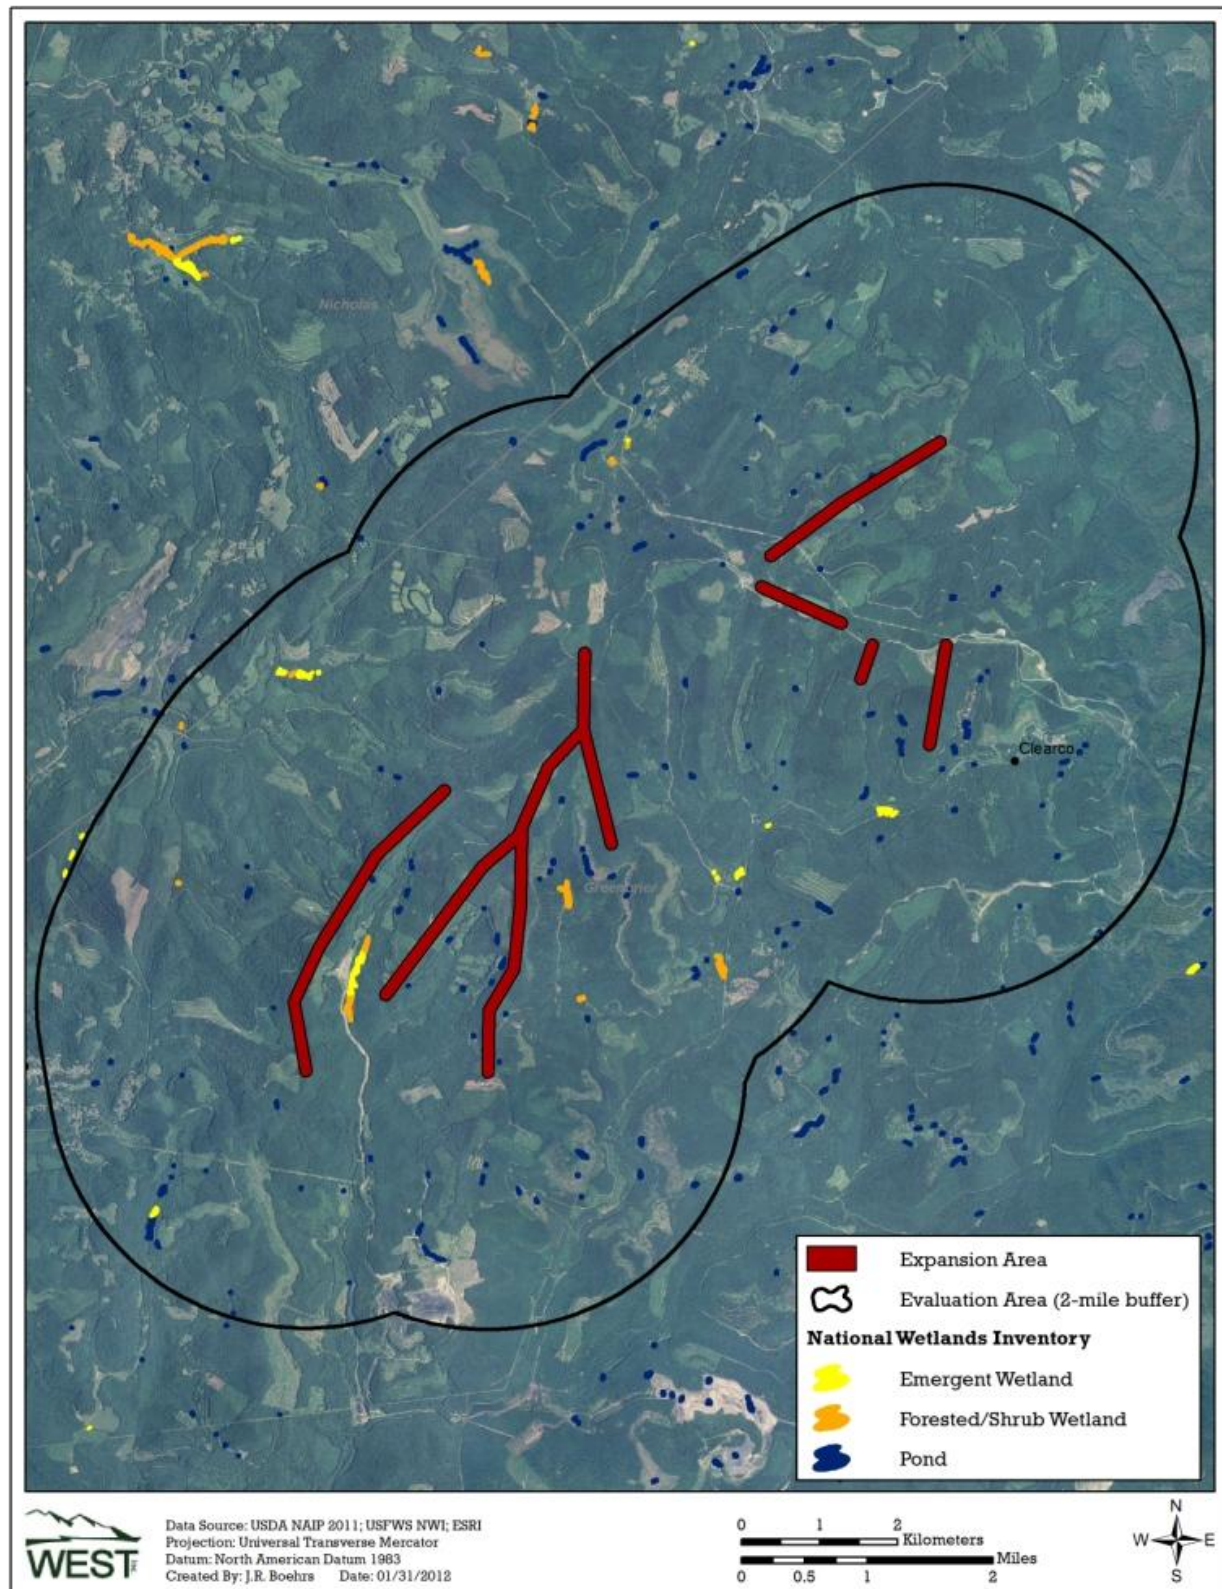 Nicholas
Clearco
Greenbrier
Expansion Area
Evaluation Area (2-mile buffer)
National Wetlands Inventory
Emergent Wetland
Forested/Shrub Wetland
Pond
WEST
Data Source: USDA NAIP 2011; USFWS NWI; ESRI
Projection: Universal Transverse Mercator
Datum: North American Datum 1983
Created By: J.R. Boehrs Date: 01/31/2012
0 1 2
Kilometers
Miles
0 0.5 1 2
N
W E
S